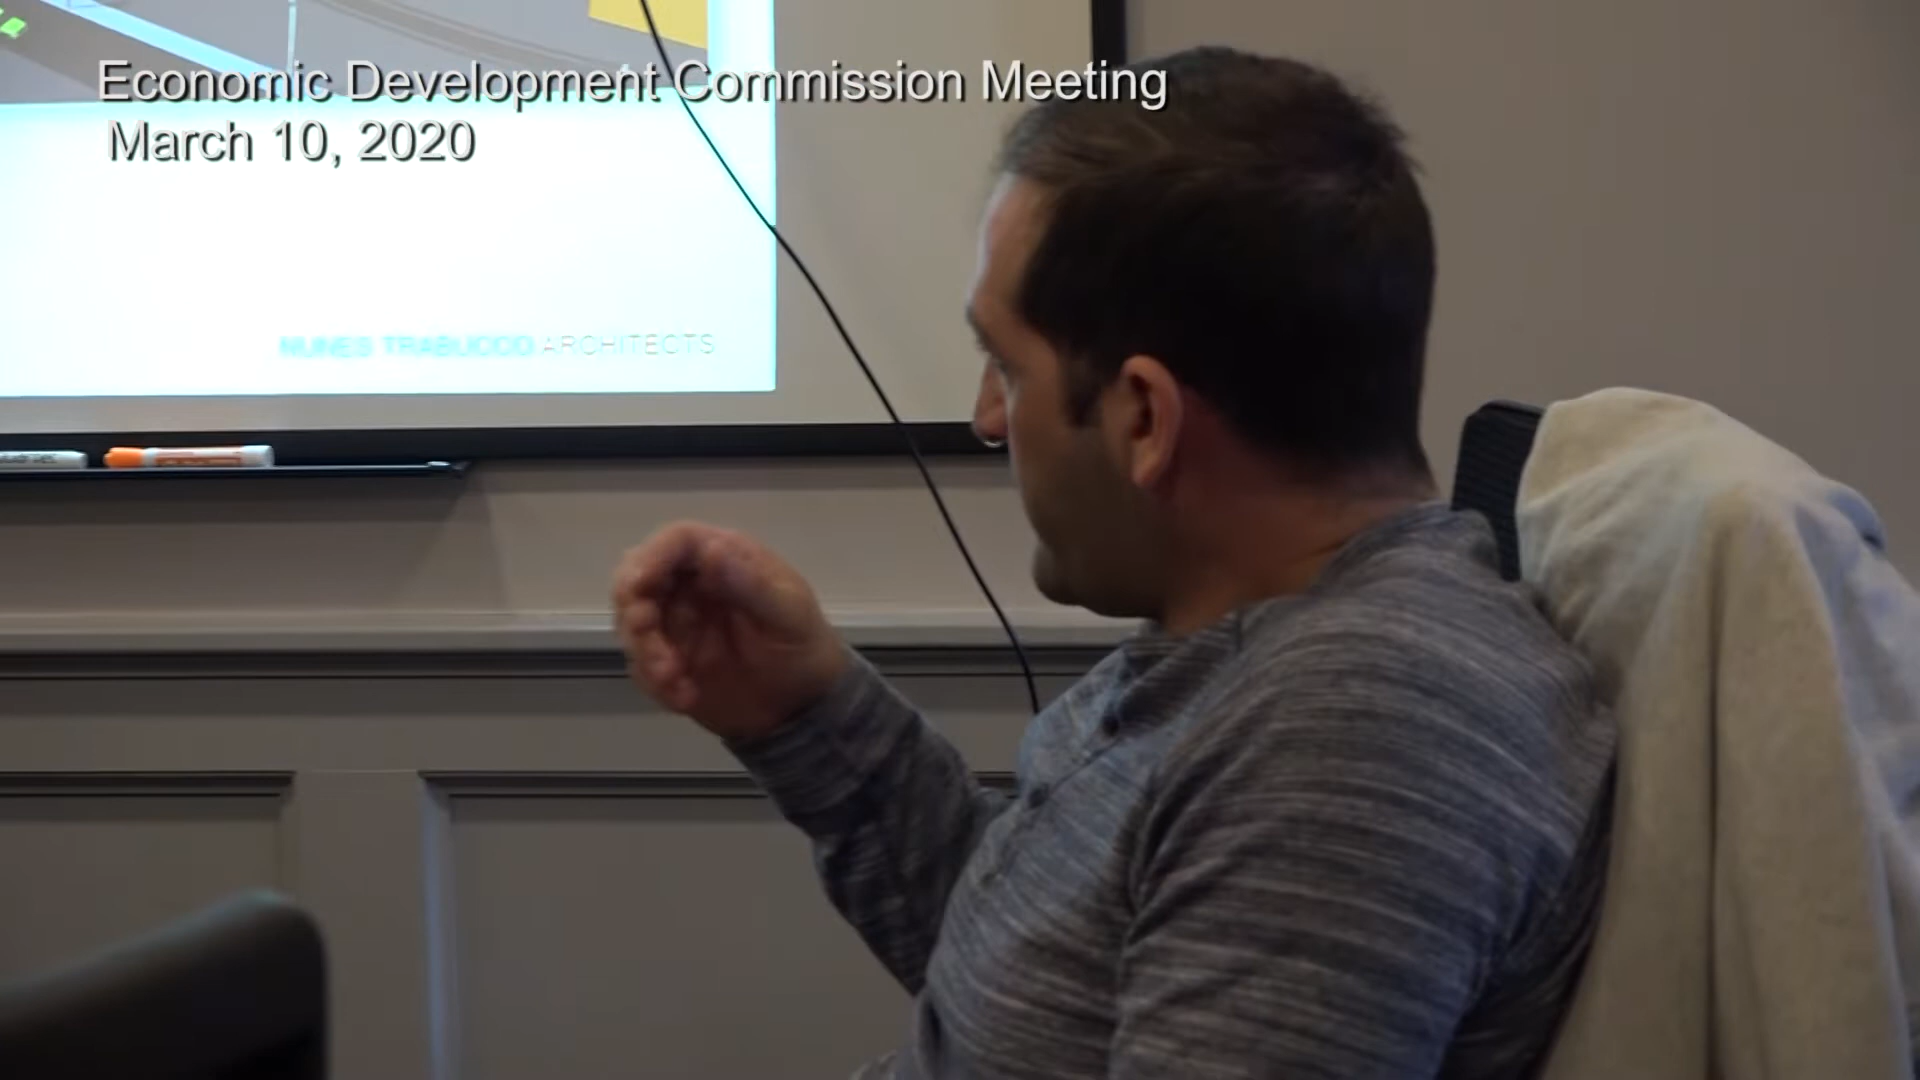 Economic Development Commission Meeting
March 10, 2020
NUNES TRABUCCO ARCHITECTS